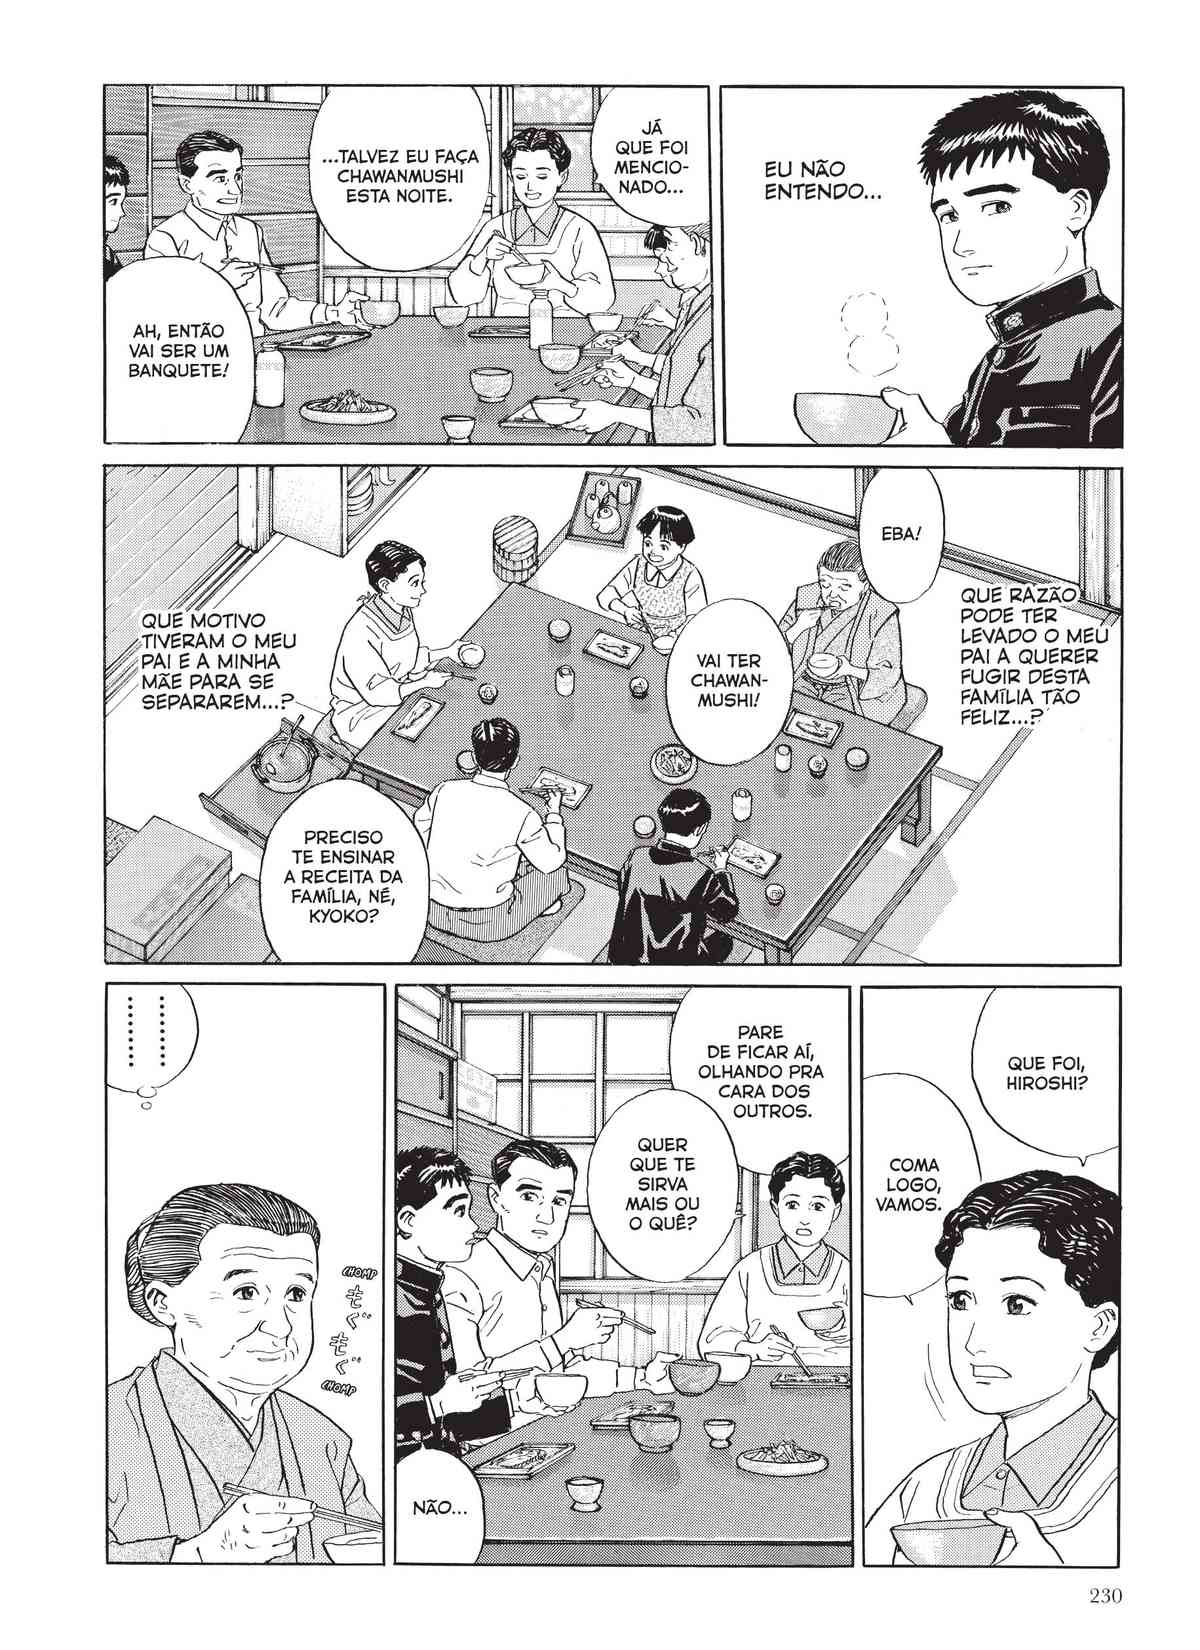 EU NÃO
ENTENDO...
JÁ
QUE FOI
MENCIO-
NADO...
...TALVEZ EU FAÇA
CHAWANMUSHI
ESTA NOITE.
AH, ENTÃO
VAI SER UM
BANQUETE!
EBA!
QUE RAZÃO
PODE TER
LEVADO O MEU
PAI A QUERER
FUGIR DESTA
FAMÍLIA TÃO
FELIZ...?
VAI TER
CHAWAN-
MUSHI!
QUE MOTIVO
TIVERAM O MEU
PAI E A MINHA
MÃE PARA SE
SEPARAREM...?
PRECISO
TE ENSINAR
A RECEITA DA
FAMÍLIA, NÉ,
KYOKO?
QUE FOI,
HIROSHI?
COMA
LOGO,
VAMOS.
PARE
DE FICAR AÍ,
OLHANDO PRA
CARA DOS
OUTROS.
QUER
QUE TE
SIRVA
MAIS OU
O QUÊ?
NÃO...
CHOMP
もぐ
もぐ
CHOMP
230